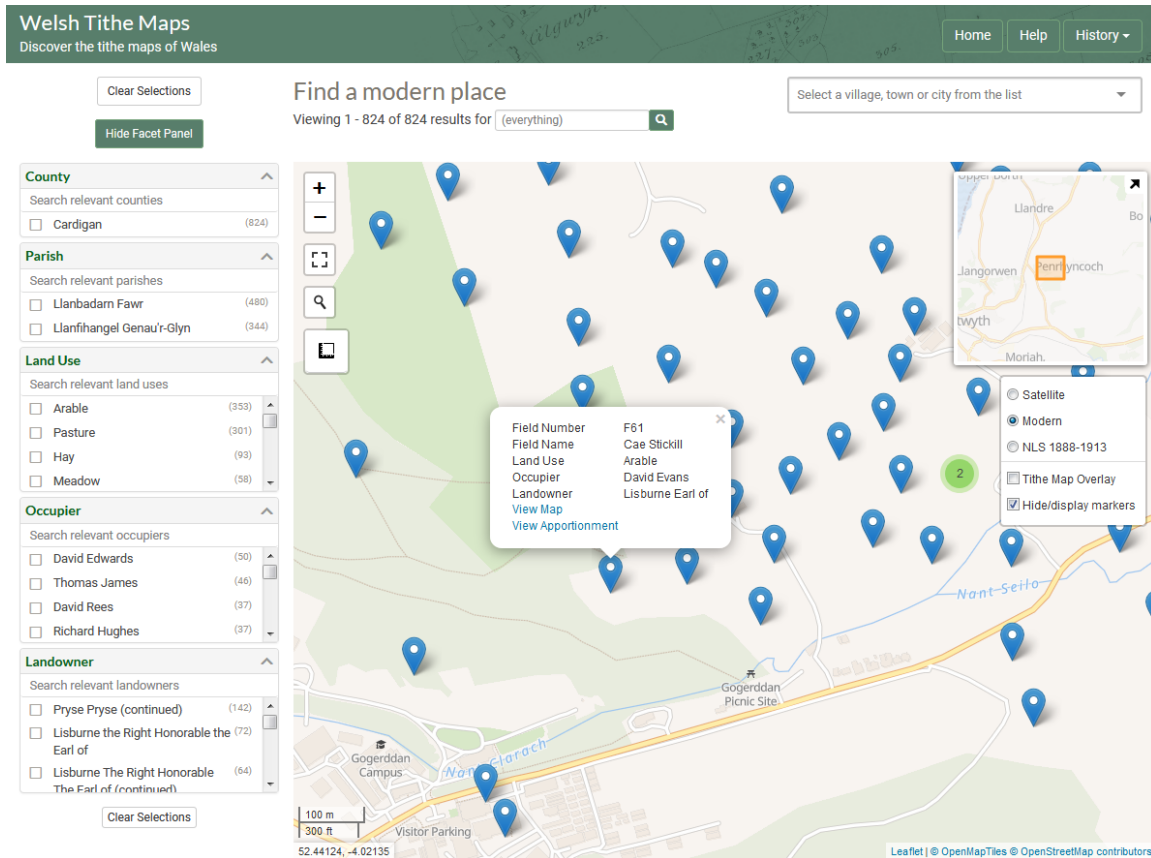 Welsh Tithe Maps
Discover the tithe maps of Wales
Home
Help
History
Clear Selections
Hide Facet Panel
Find a modern place
Viewing 1 - 824 of 824 results for (everything)
Select a village, town or city from the list
County
Search relevant counties
Cardigan (824)
Parish
Search relevant parishes
Llanbadarn Fawr (480)
Llanfihangel Genau'r-Glyn (344)
Land Use
Search relevant land uses
Arable (353)
Pasture (301)
Hay (93)
Meadow (58)
Occupier
Search relevant occupiers
David Edwards (50)
Thomas James (46)
David Rees (37)
Richard Hughes (37)
Landowner
Search relevant landowners
Pryse Pryse (continued) (142)
Lisburne the Right Honorable the (72)
Earl of
Lisburne The Right Honorable (64)
The Earl of (continued)
Clear Selections
+
−
Field Number F61
Field Name Cae Stickill
Land Use Arable
Occupier David Evans
Landowner Lisburne Earl of
View Map
View Apportionment
×
2
Upper Borth
Llandre
Bo
Llangorwen
Penrhyncoch
twyth
Moriah.
Satellite
Modern
NLS 1888-1913
Tithe Map Overlay
Hide/display markers
Nant Seilo
Gogerddan
Picnic Site
Gogerddan
Campus
Nant Clarach
Visitor Parking
100 m
300 ft
52.44124, -4.02135
Leaflet | © OpenMapTiles © OpenStreetMap contributors